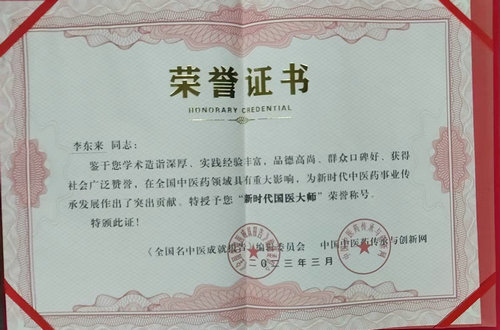 荣誉证书
HONORARY CREDENTIAL
李东来 同志：
鉴于您学术造诣深厚、实践经验丰富，品德高尚、群众口碑好、获得
社会广泛赞誉，在全国中医药领域具有重大影响，为新时代中医药事业传
承发展作出了突出贡献。特授予您“新时代国医大师”荣誉称号。
特颁此证！
《全国名中医成就报告》编辑委员会 中国中医药传承与创新网
二〇二三年三月